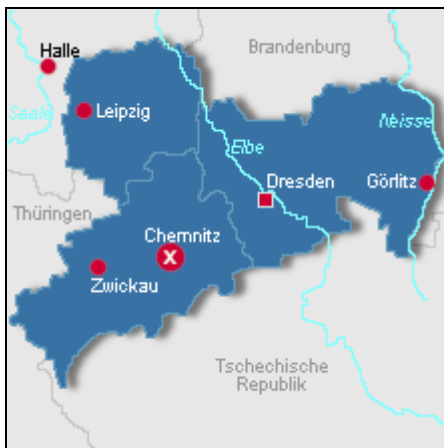 Halle
Brandenburg
Saale
Leipzig
Neisse
Elbe
Dresden
Görlitz
Thüringen
Chemnitz
X
Zwickau
Tschechische
Republik